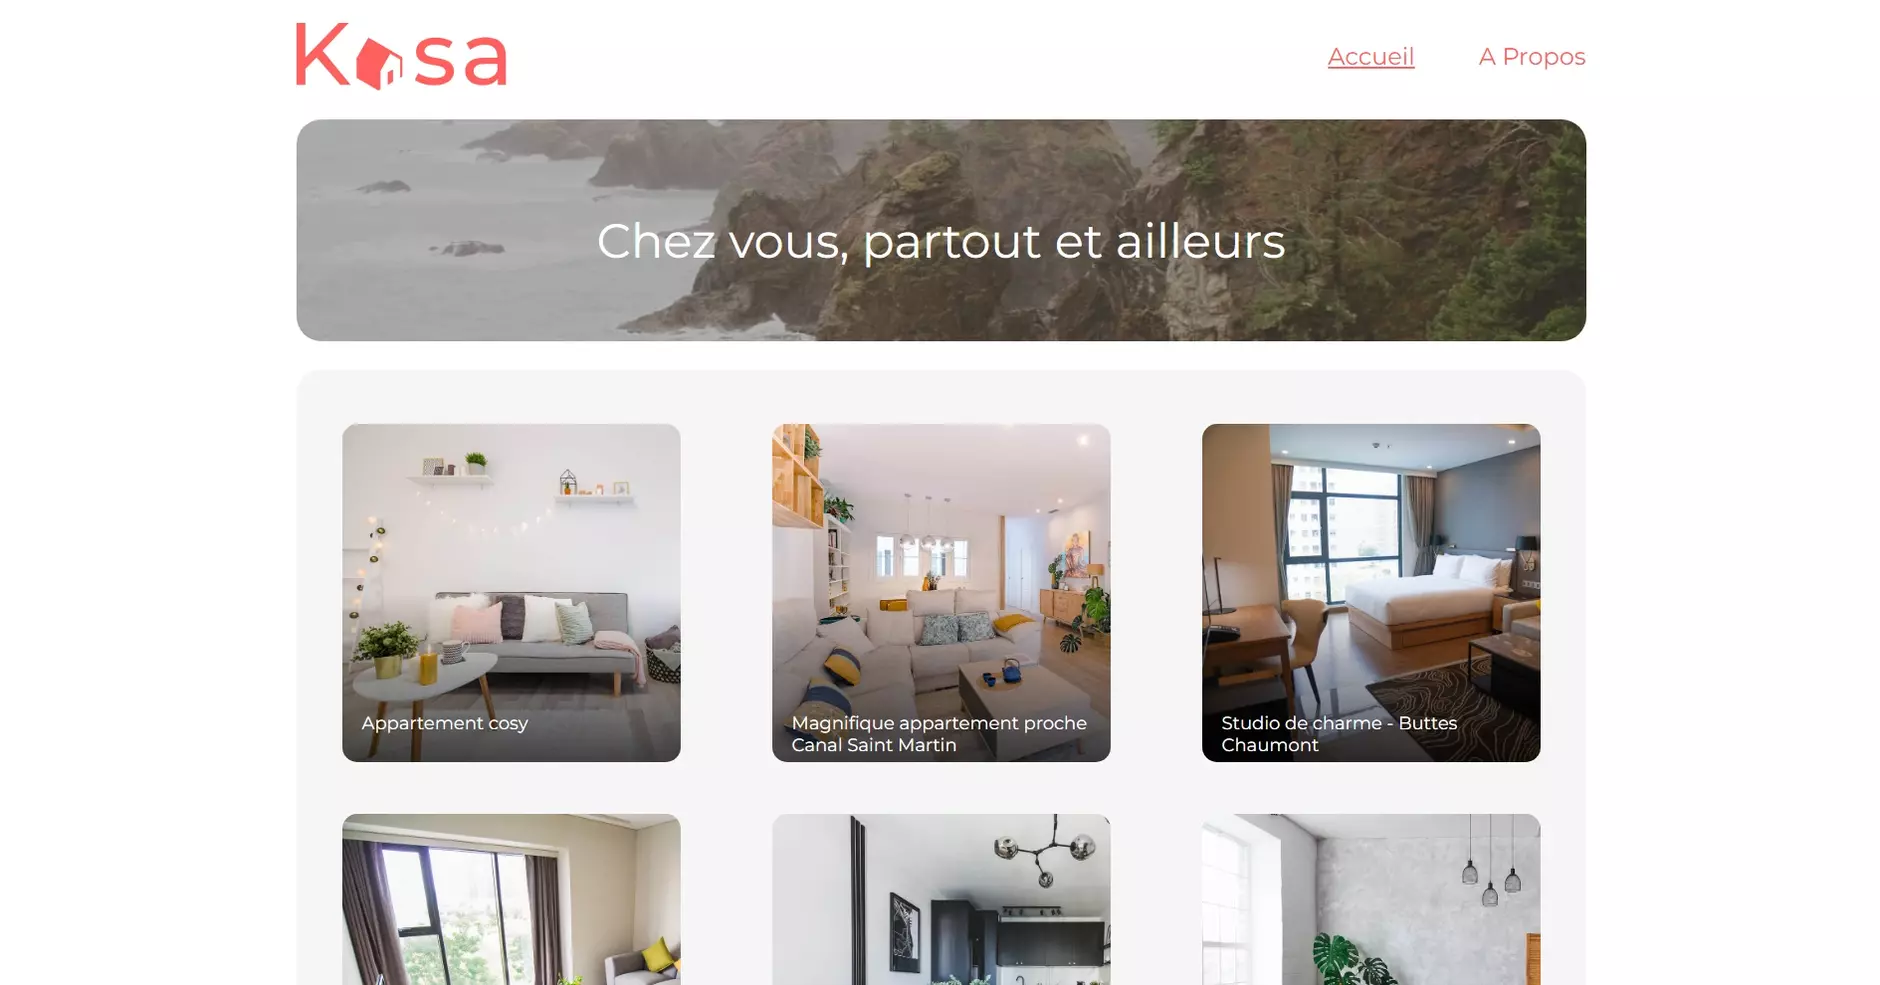 Kasa
Accueil
A Propos
Chez vous, partout et ailleurs
Appartement cosy
Magnifique appartement proche
Canal Saint Martin
Studio de charme - Buttes
Chaumont